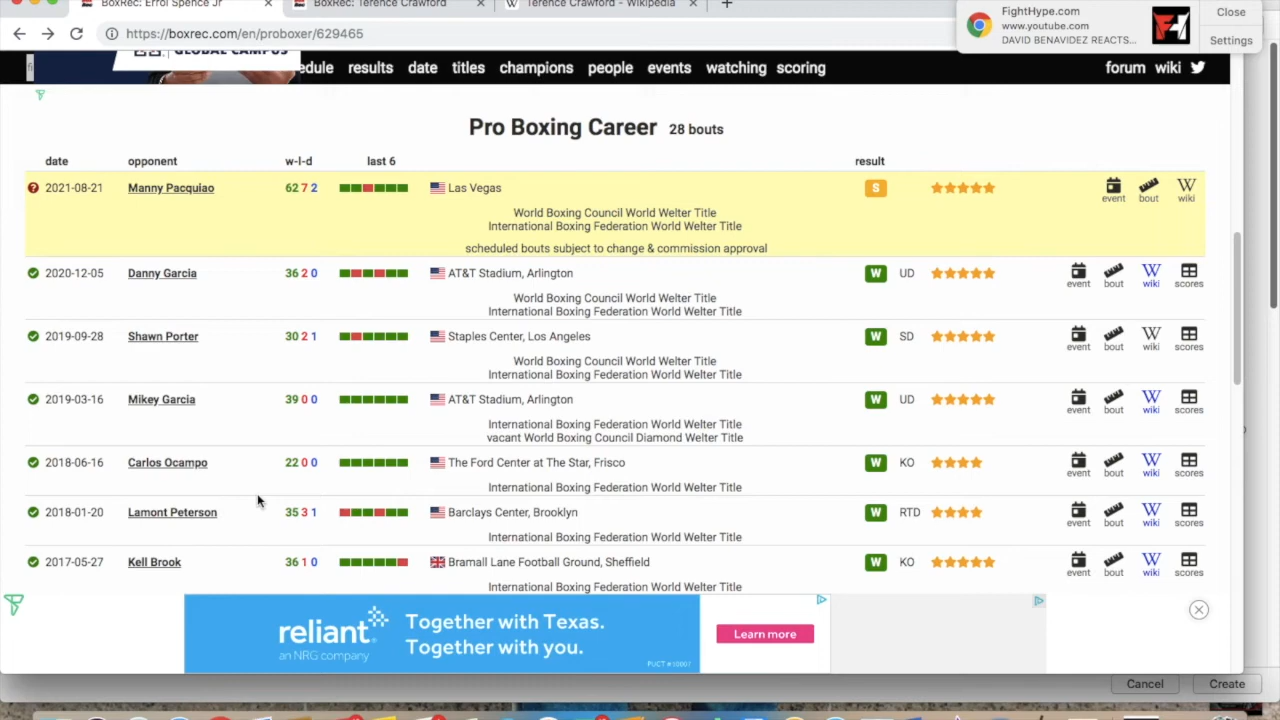 BoxRec: Errol Spence Jr
BoxRec: Terence Crawford
Terence Crawford - Wikipedia
https://boxrec.com/en/proboxer/629465
FightHype.com
www.youtube.com
DAVID BENAVIDEZ REACTS...
Close
Settings
GLOBAL CAMPUS
edule results date titles champions people events watching scoring forum wiki
Pro Boxing Career 28 bouts
date opponent w-l-d last 6 result
2021-08-21 Manny Pacquiao 62 7 2 Las Vegas S event bout wiki
World Boxing Council World Welter Title
International Boxing Federation World Welter Title
scheduled bouts subject to change & commission approval
2020-12-05 Danny Garcia 36 2 0 AT&T Stadium, Arlington W UD event bout wiki scores
World Boxing Council World Welter Title
International Boxing Federation World Welter Title
2019-09-28 Shawn Porter 30 2 1 Staples Center, Los Angeles W SD event bout wiki scores
World Boxing Council World Welter Title
International Boxing Federation World Welter Title
2019-03-16 Mikey Garcia 39 0 0 AT&T Stadium, Arlington W UD event bout wiki scores
International Boxing Federation World Welter Title
vacant World Boxing Council Diamond Welter Title
2018-06-16 Carlos Ocampo 22 0 0 The Ford Center at The Star, Frisco W KO event bout wiki scores
International Boxing Federation World Welter Title
2018-01-20 Lamont Peterson 35 3 1 Barclays Center, Brooklyn W RTD event bout wiki scores
International Boxing Federation World Welter Title
2017-05-27 Kell Brook 36 1 0 Bramall Lane Football Ground, Sheffield W KO event bout wiki scores
International Boxing Federation World Welter Title
reliant
an NRG company
Together with Texas.
Together with you.
Learn more
Cancel
Create